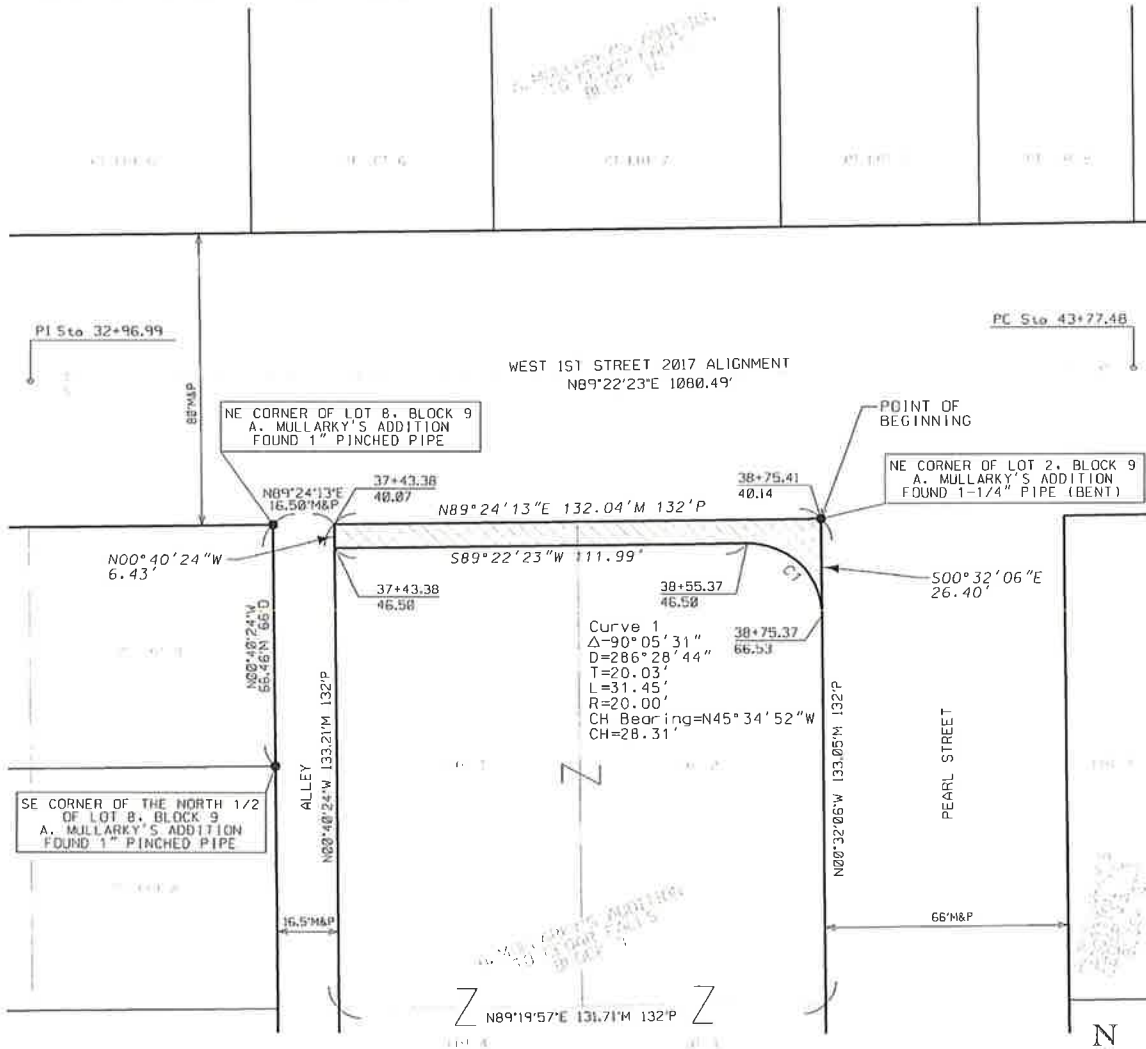 PI Sta 32+96.99
PC Sta 43+77.48
80'M&P
WEST 1ST STREET 2017 ALIGNMENT
N89°22'23"E 1080.49'
POINT OF
BEGINNING
NE CORNER OF LOT 8, BLOCK 9
A. MULLARKY'S ADDITION
FOUND 1" PINCHED PIPE
NE CORNER OF LOT 2, BLOCK 9
A. MULLARKY'S ADDITION
FOUND 1-1/4" PIPE (BENT)
N89°24'13"E
16.50'M&P
37+43.38
40.07
38+75.41
40.14
N89°24'13"E 132.04'M 132'P
N00°40'24"W
6.43'
S89°22'23"W 111.99'
C1
S00°32'06"E
26.40'
37+43.38
46.50
38+55.37
46.50
38+75.37
66.53
N00°40'24"W
66.46'M 66'D
Curve 1
Δ=90°05'31"
D=286°28'44"
T=20.03'
L=31.45'
R=20.00'
CH Bearing=N45°34'52"W
CH=28.31'
ALLEY
N00°40'24"W 133.21'M 132'P
N00°32'06"W 133.05'M 132'P
PEARL STREET
SE CORNER OF THE NORTH 1/2
OF LOT 8, BLOCK 9
A. MULLARKY'S ADDITION
FOUND 1" PINCHED PIPE
16.5'M&P
66'M&P
N89°19'57"E 131.71'M 132'P
N